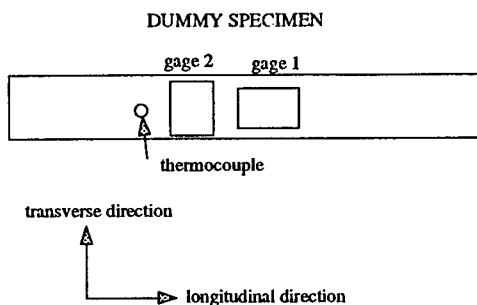 DUMMY SPECIMEN
gage 2 gage 1
thermocouple
transverse direction
longitudinal direction